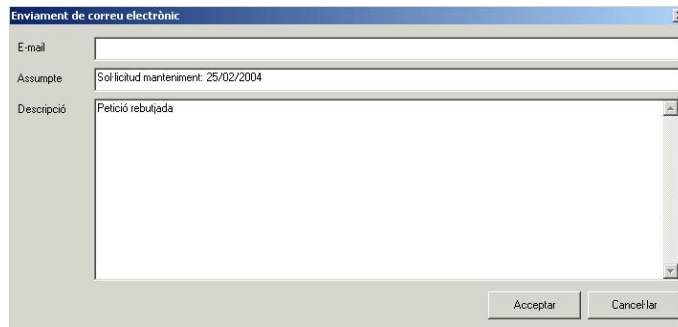 Enviament de correu electrònic
E-mail
Assumpte Sol·licitud manteniment: 25/02/2004
Descripció Petició rebutjada
Acceptar Cancel·lar